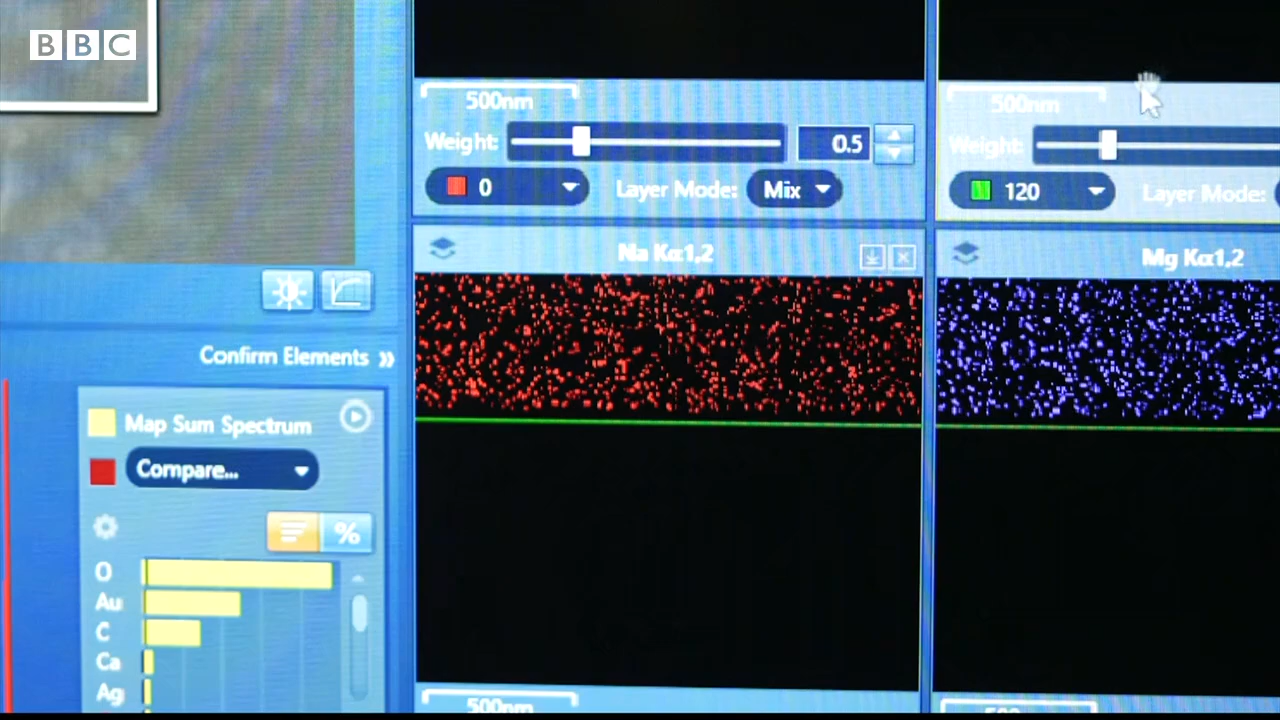 BBC
500nm
500nm
Weight:
0.5
Weight:
0
Layer Mode:
Mix
120
Layer Mode:
Na Kα1,2
Mg Kα1,2
Confirm Elements »
Map Sum Spectrum
Compare...
%
O
Au
C
Ca
Ag
500nm